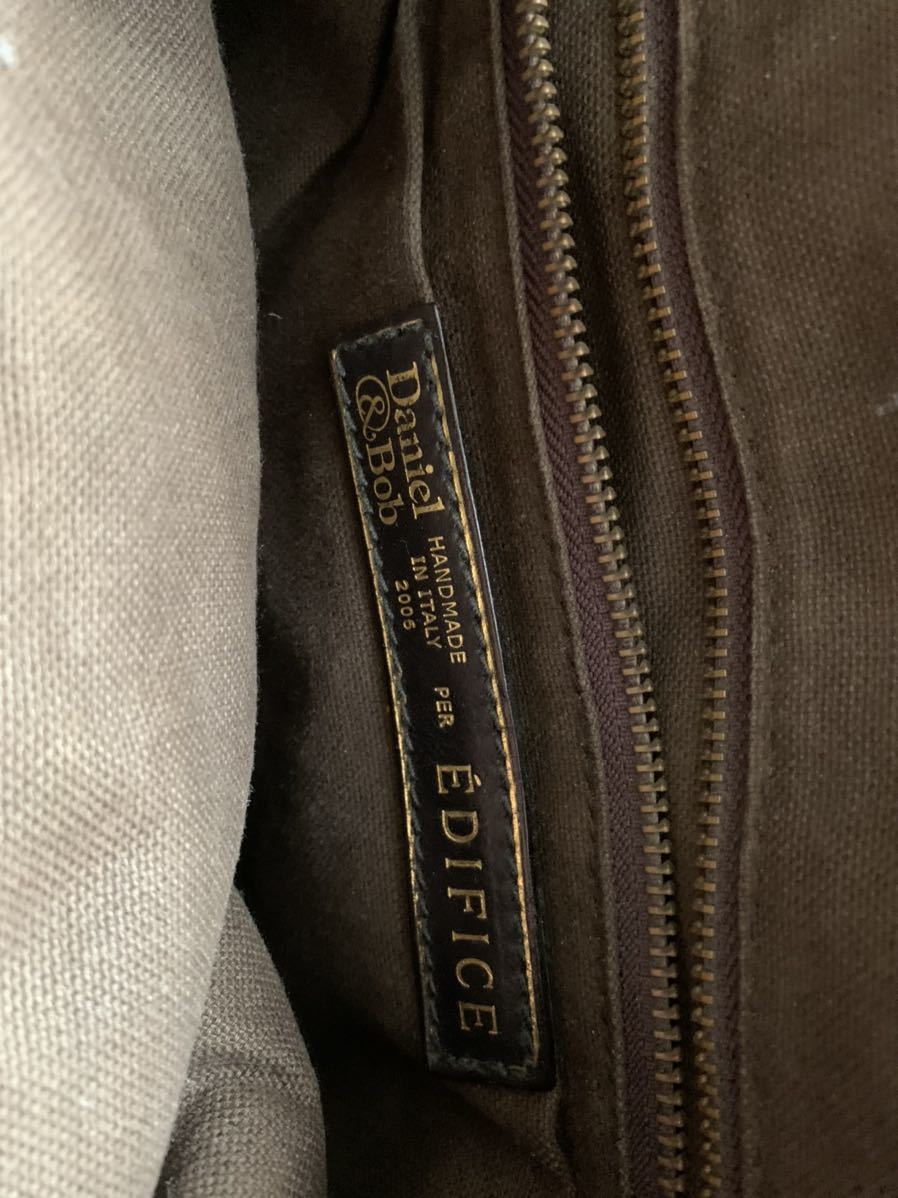 Daniel
& Bob
HANDMADE
IN ITALY
2006
PER
ÉDIFICE